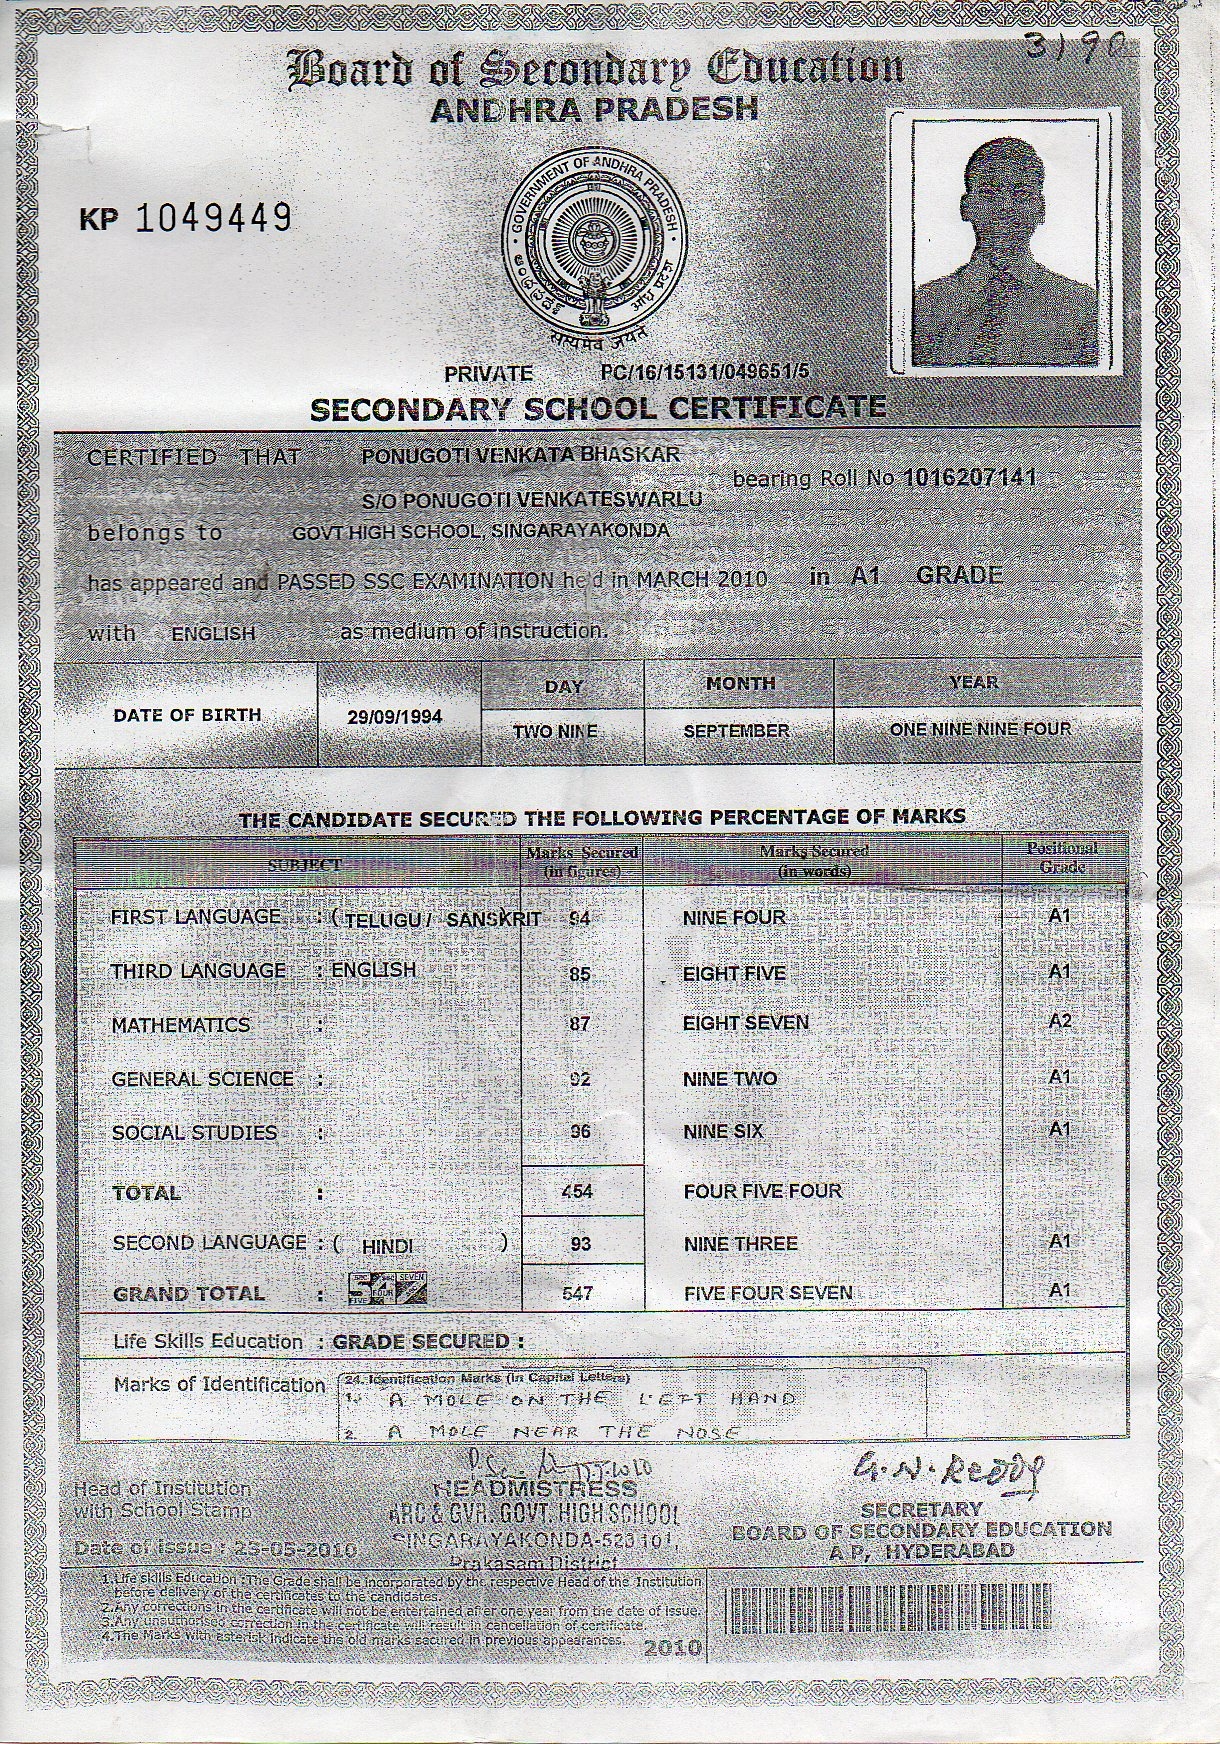 3190
Board of Secondary Education
ANDHRA PRADESH
KP 1049449
GOVERNMENT OF ANDHRA PRADESH
सत्यमेव जयते
PRIVATE PC/16/15131/049651/5
SECONDARY SCHOOL CERTIFICATE
CERTIFIED THAT PONUGOTI VENKATA BHASKAR
bearing Roll No 1016207141
S/O PONUGOTI VENKATESWARLU
belongs to GOVT HIGH SCHOOL, SINGARAYAKONDA
has appeared and PASSED SSC EXAMINATION held in MARCH 2010 in A1 GRADE
with ENGLISH as medium of instruction.
DATE OF BIRTH 29/09/1994 DAY MONTH YEAR
TWO NINE SEPTEMBER ONE NINE NINE FOUR
THE CANDIDATE SECURED THE FOLLOWING PERCENTAGE OF MARKS
SUBJECT Marks Secured (in figures) Marks Secured (in words) Positional Grade
FIRST LANGUAGE : ( TELUGU / SANSKRIT 94 NINE FOUR A1
THIRD LANGUAGE : ENGLISH 85 EIGHT FIVE A1
MATHEMATICS : 87 EIGHT SEVEN A2
GENERAL SCIENCE : 92 NINE TWO A1
SOCIAL STUDIES : 96 NINE SIX A1
TOTAL : 454 FOUR FIVE FOUR
SECOND LANGUAGE : ( HINDI ) 93 NINE THREE A1
GRAND TOTAL : 547 FIVE FOUR SEVEN A1
Life Skills Education : GRADE SECURED :
Marks of Identification 24. Identification Marks (In Capital Letters)
1. A MOLE ON THE LEFT HAND
2. A MOLE NEAR THE NOSE
Head of Institution
with School Stamp
Date of issue : 25-05-2010
HEADMISTRESS
ARC & GVR. GOVT. HIGH SCHOOL
SINGARAYAKONDA-523101,
Prakasam District
G.N. Reddy
SECRETARY
BOARD OF SECONDARY EDUCATION
A P, HYDERABAD
1.Life skills Education :The Grade shall be incorporated by the respective Head of the Institution
before delivery of the certificates to the candidates.
2.Any corrections in the certificate will not be entertained after one year from the date of issue.
3.Any unauthorised correction in the certificate will result in cancellation of certificate.
4.The Marks with asterisk indicate the old marks secured in previous appearances.
2010